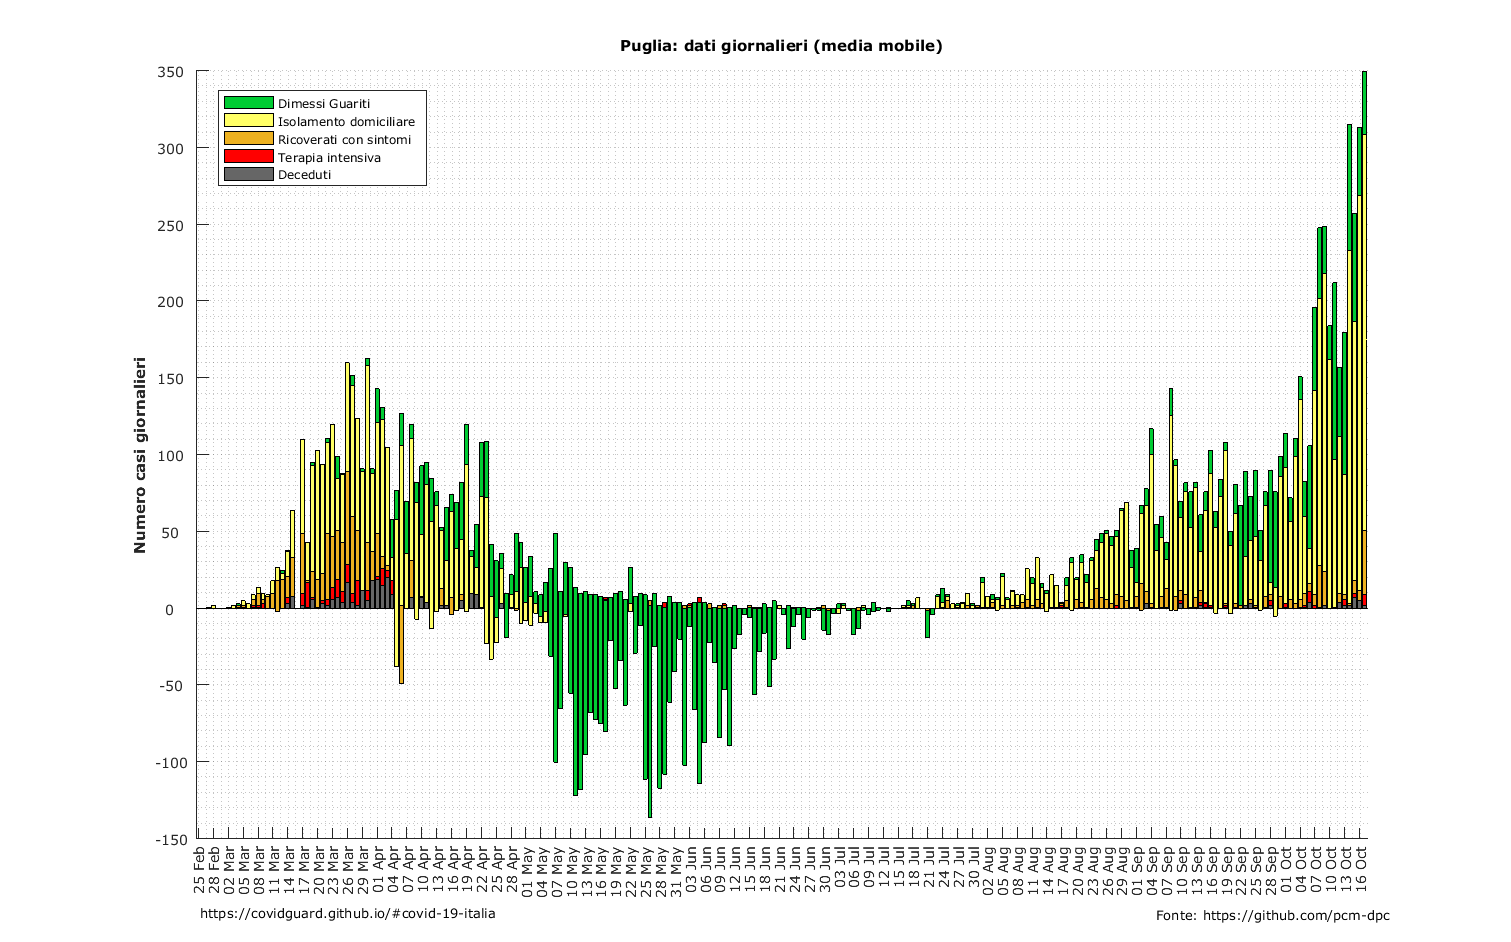 Puglia: dati giornalieri (media mobile)
350
300
250
200
150
100
50
0
-50
-100
-150
Numero casi giornalieri
Dimessi Guariti
Isolamento domiciliare
Ricoverati con sintomi
Terapia intensiva
Deceduti
25 Feb
28 Feb
02 Mar
05 Mar
08 Mar
11 Mar
14 Mar
17 Mar
20 Mar
23 Mar
26 Mar
29 Mar
01 Apr
04 Apr
07 Apr
10 Apr
13 Apr
16 Apr
19 Apr
22 Apr
25 Apr
28 Apr
01 May
04 May
07 May
10 May
13 May
16 May
19 May
22 May
25 May
28 May
31 May
03 Jun
06 Jun
09 Jun
12 Jun
15 Jun
18 Jun
21 Jun
24 Jun
27 Jun
30 Jun
03 Jul
06 Jul
09 Jul
12 Jul
15 Jul
18 Jul
21 Jul
24 Jul
27 Jul
30 Jul
02 Aug
05 Aug
08 Aug
11 Aug
14 Aug
17 Aug
20 Aug
23 Aug
26 Aug
29 Aug
01 Sep
04 Sep
07 Sep
10 Sep
13 Sep
16 Sep
19 Sep
22 Sep
25 Sep
28 Sep
01 Oct
04 Oct
07 Oct
10 Oct
13 Oct
16 Oct
https://covidguard.github.io/#covid-19-italia
Fonte: https://github.com/pcm-dpc